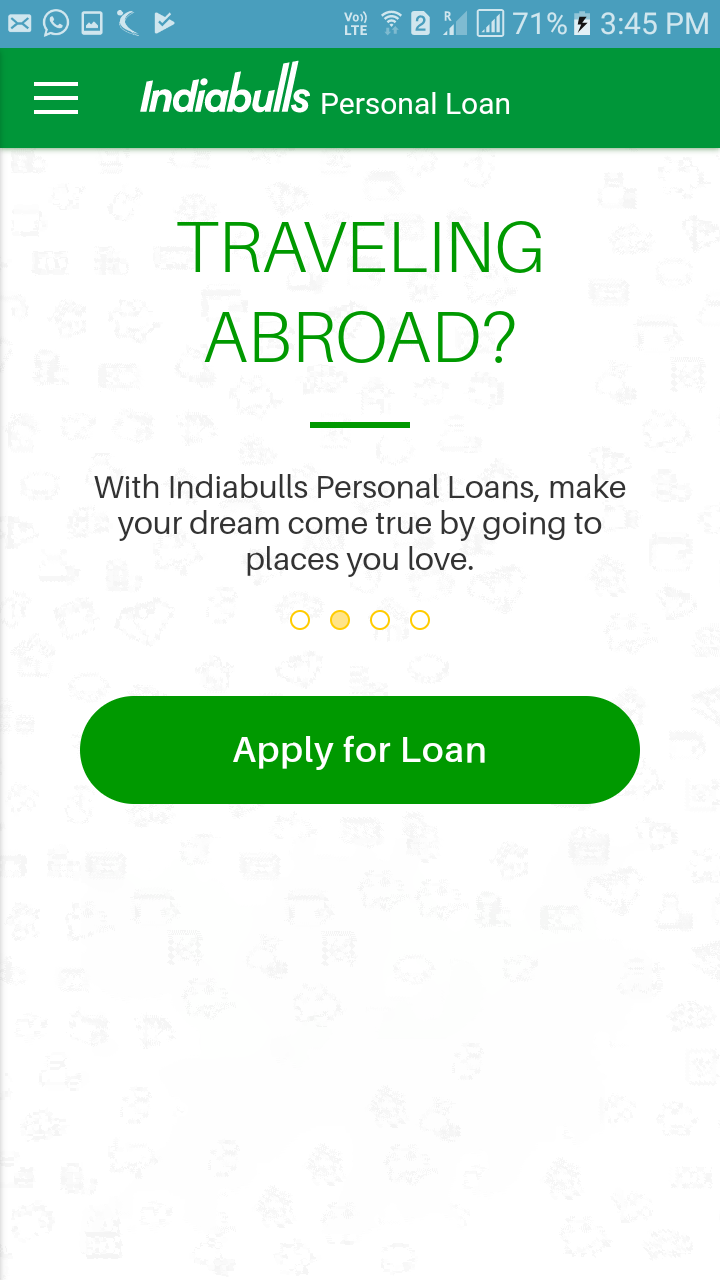 Vo)) LTE 2 R 71% 3:45 PM
Indiabulls Personal Loan
TRAVELING
ABROAD?
With Indiabulls Personal Loans, make
your dream come true by going to
places you love.
Apply for Loan